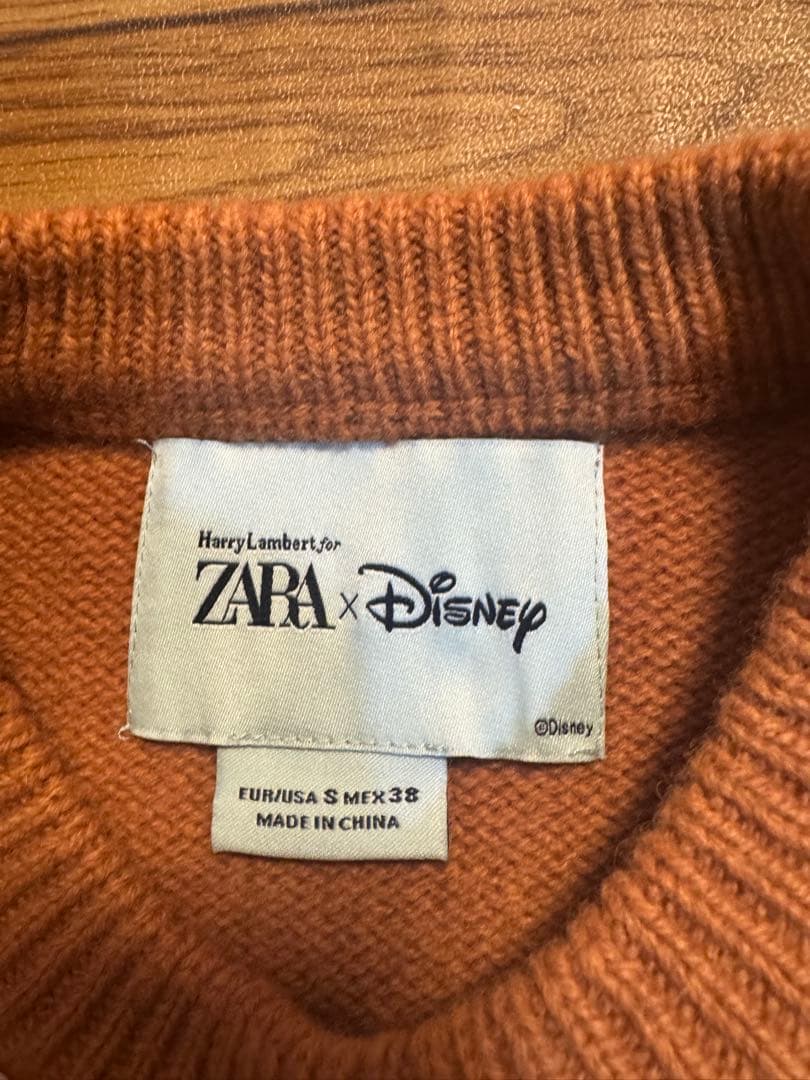 Harry Lambert for
ZARA x Disney
©Disney
EUR/USA S MEX 38
MADE IN CHINA